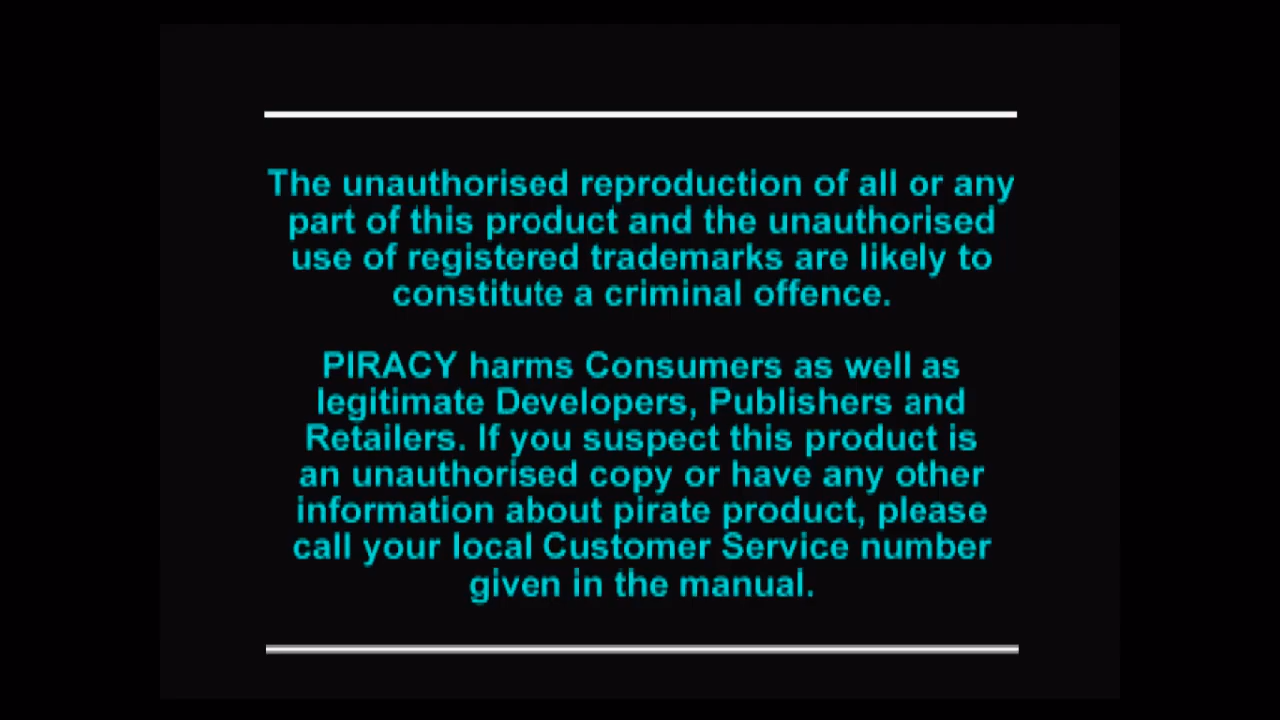 The unauthorised reproduction of all or any
part of this product and the unauthorised
use of registered trademarks are likely to
constitute a criminal offence.
PIRACY harms Consumers as well as
legitimate Developers, Publishers and
Retailers. If you suspect this product is
an unauthorised copy or have any other
information about pirate product, please
call your local Customer Service number
given in the manual.